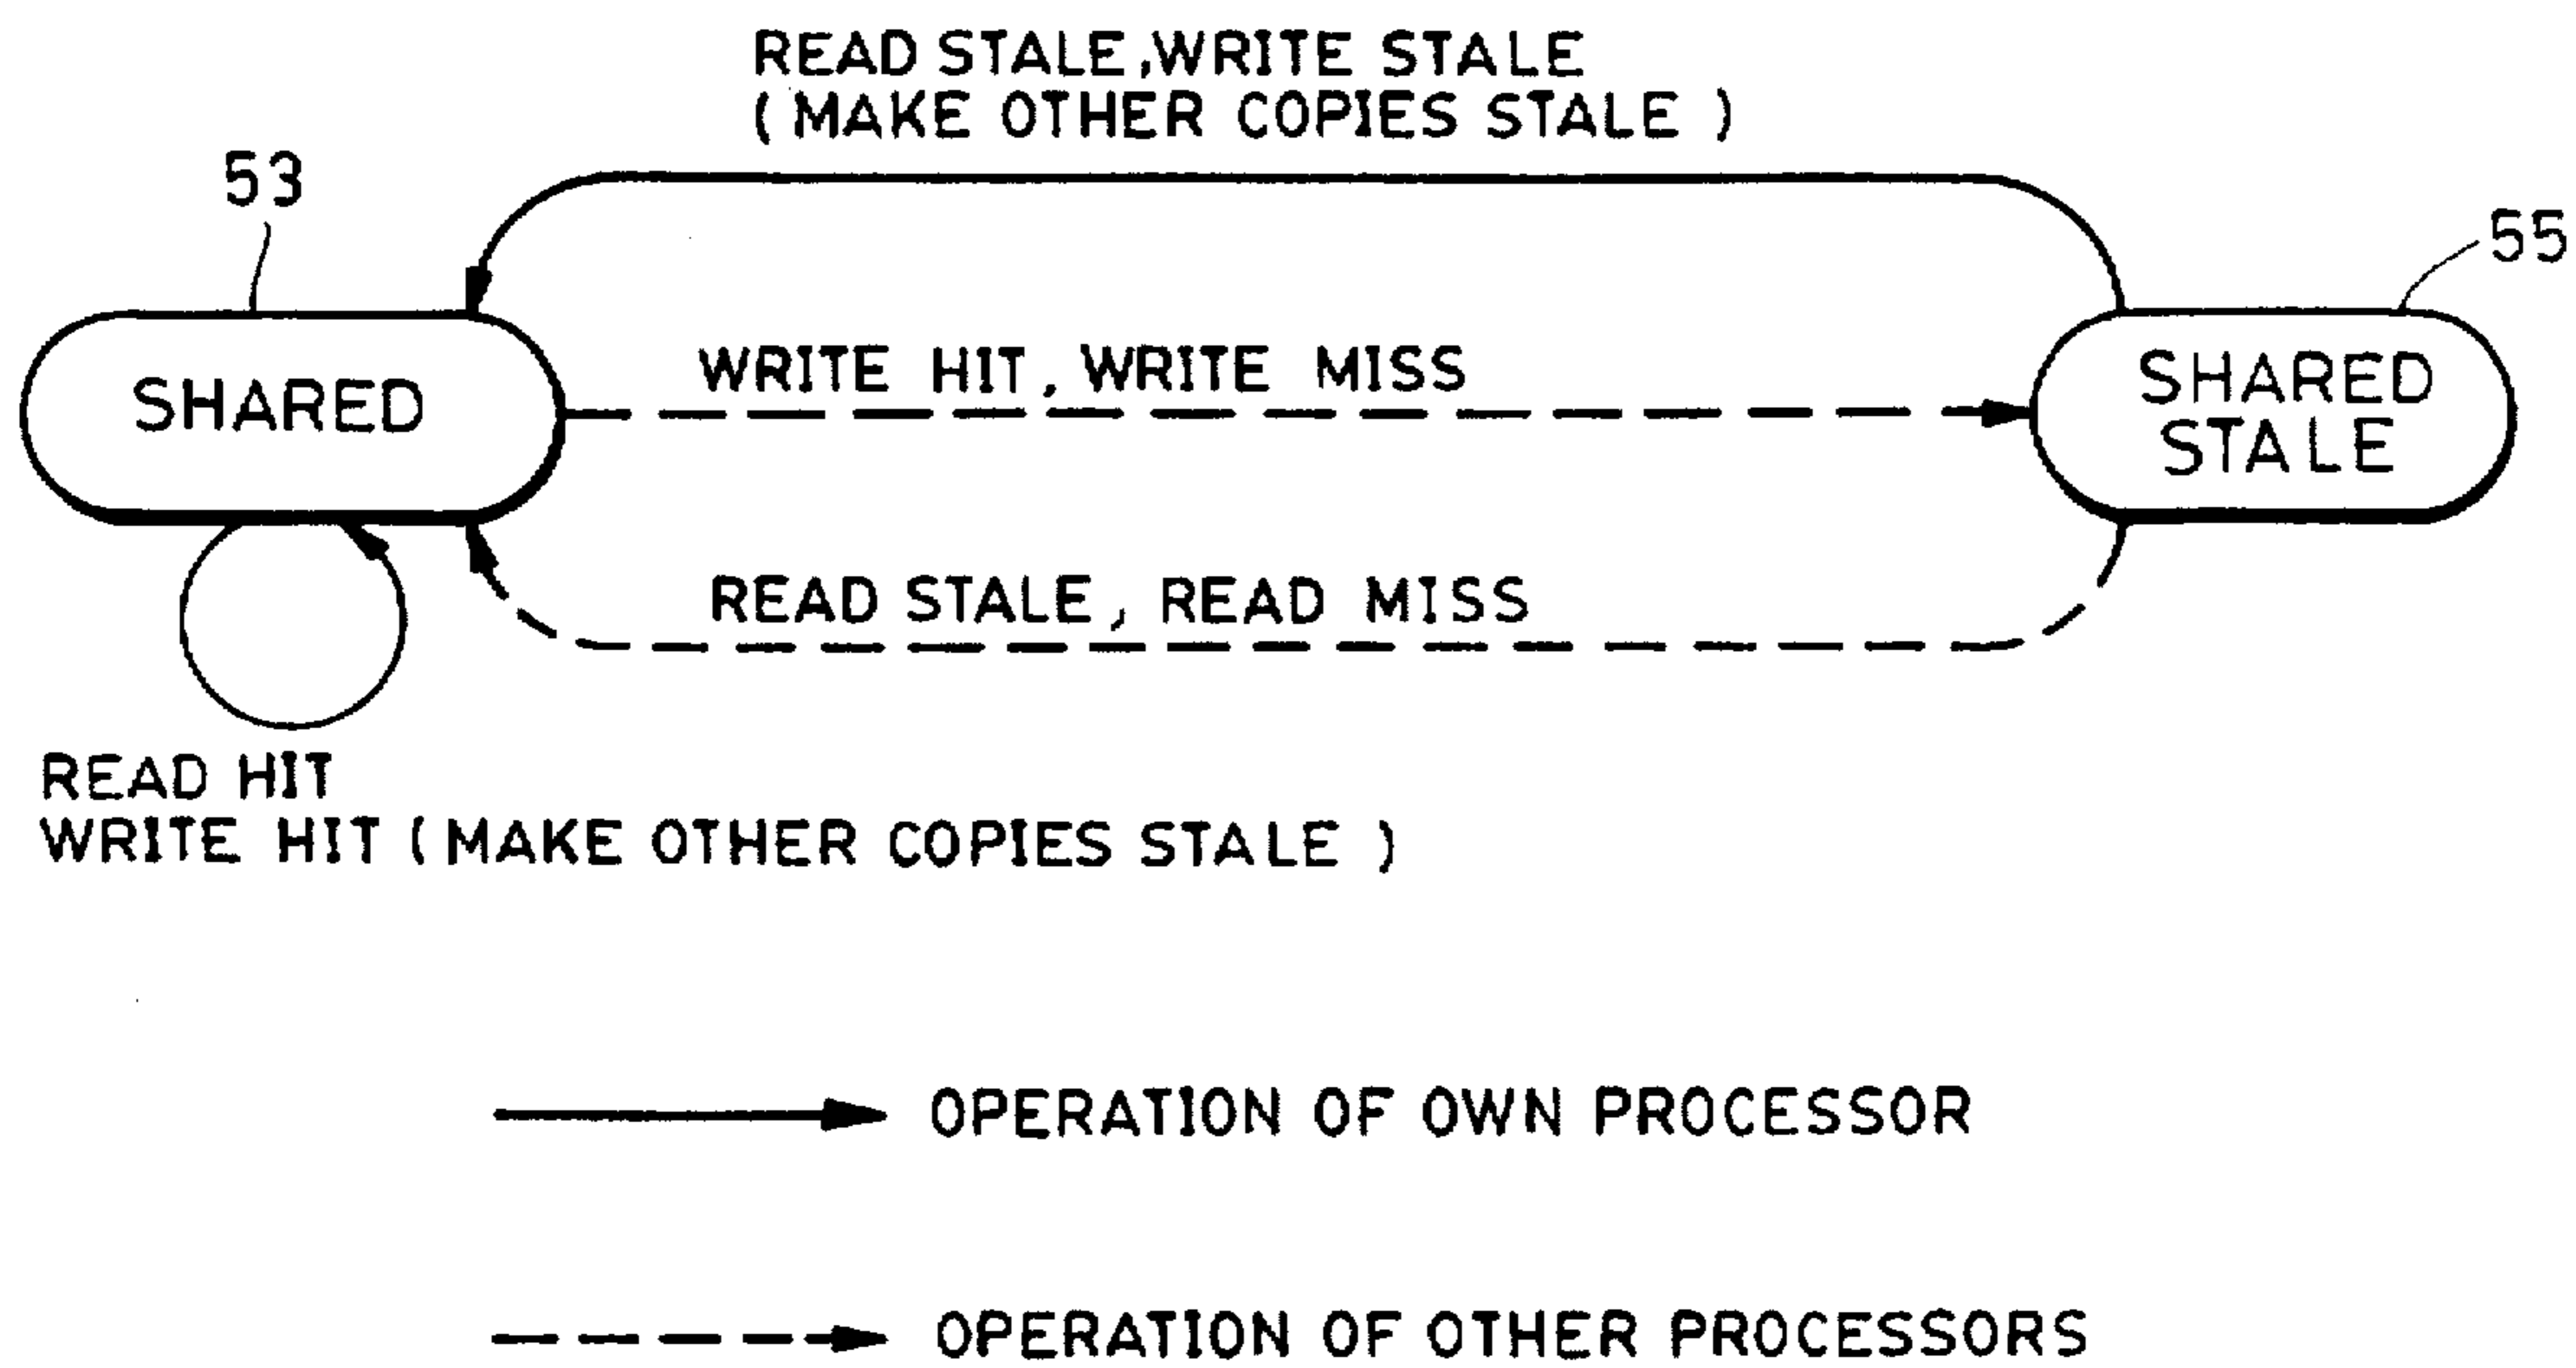 READ STALE, WRITE STALE
( MAKE OTHER COPIES STALE )
53
55
SHARED
WRITE HIT, WRITE MISS
SHARED
STALE
READ STALE, READ MISS
READ HIT
WRITE HIT ( MAKE OTHER COPIES STALE )
OPERATION OF OWN PROCESSOR
OPERATION OF OTHER PROCESSORS